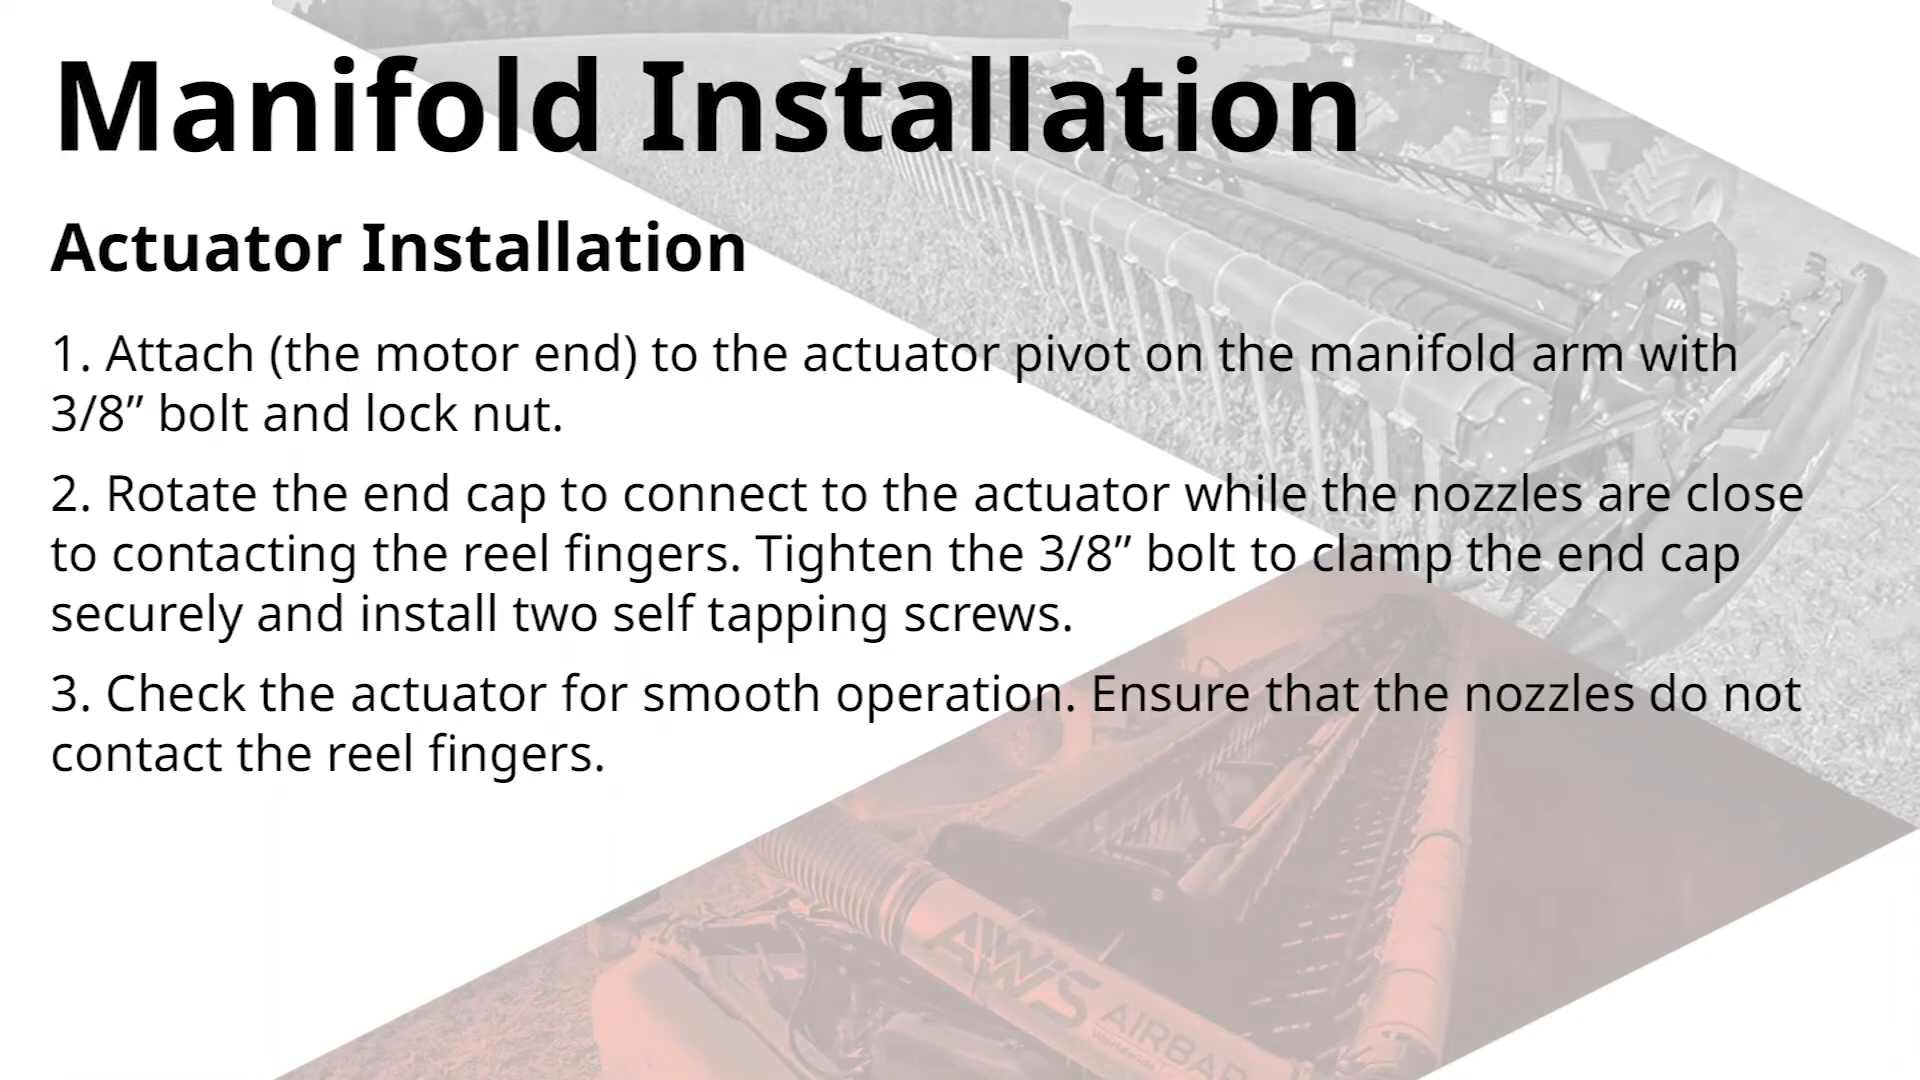 Manifold Installation
Actuator Installation
1. Attach (the motor end) to the actuator pivot on the manifold arm with
3/8” bolt and lock nut.
2. Rotate the end cap to connect to the actuator while the nozzles are close
to contacting the reel fingers. Tighten the 3/8” bolt to clamp the end cap
securely and install two self tapping screws.
3. Check the actuator for smooth operation. Ensure that the nozzles do not
contact the reel fingers.
AWS
AIRBAR